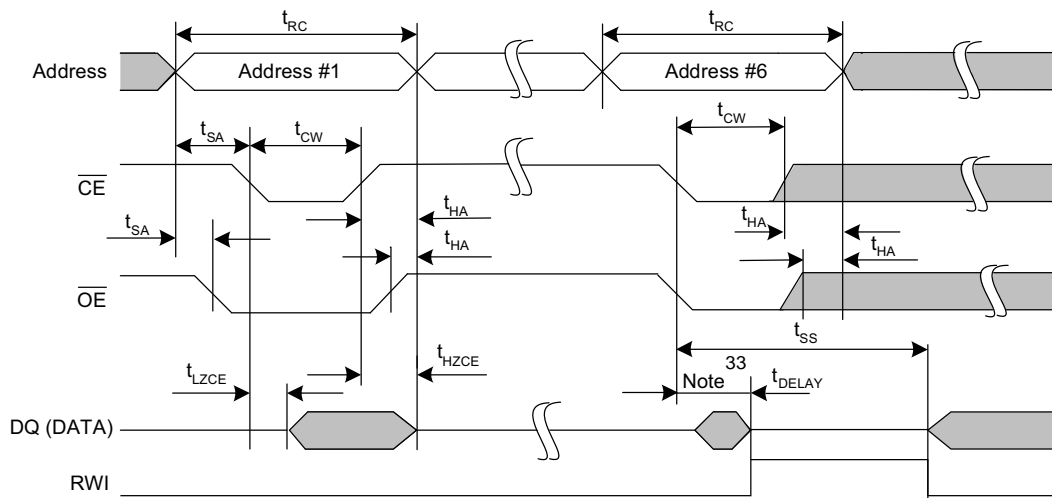 tRC
tRC
Address
Address #1
Address #6
tSA
tCW
tCW
CE
tHA
tSA
tHA
tHA
tHA
OE
tSS
33
tHZCE
tLZCE
Note
tDELAY
DQ (DATA)
RWI